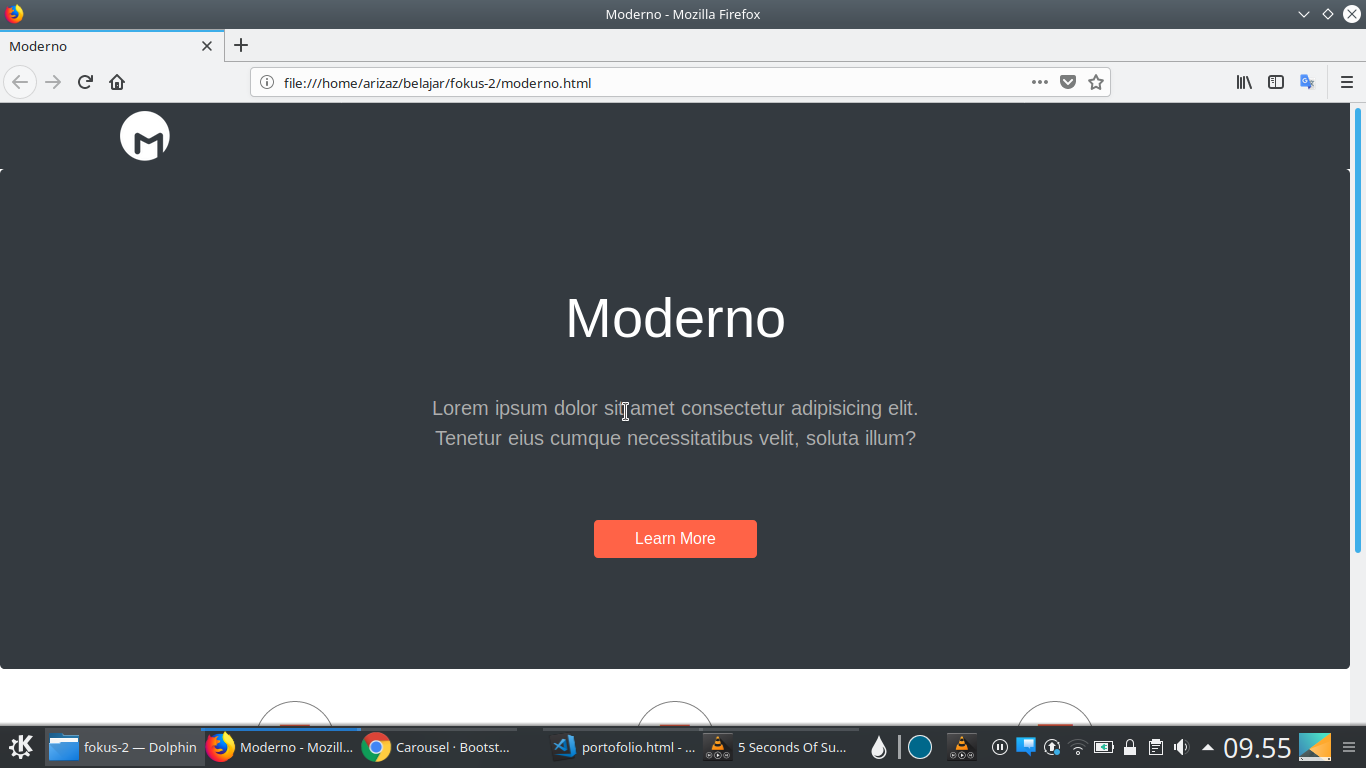 Moderno - Mozilla Firefox
Moderno
file:///home/arizaz/belajar/fokus-2/moderno.html
M
Moderno
Lorem ipsum dolor sit amet consectetur adipisicing elit.
Tenetur eius cumque necessitatibus velit, soluta illum?
Learn More
fokus-2 — Dolphin
Moderno - Mozill...
Carousel · Bootst...
portofolio.html - ...
5 Seconds Of Su...
09.55